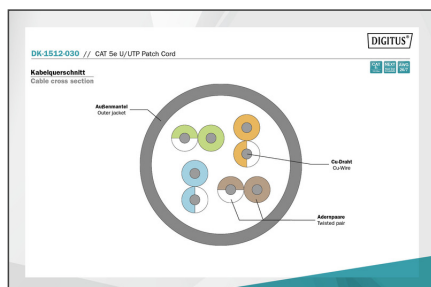 DIGITUS®
DK-1512-030 // CAT 5e U/UTP Patch Cord
Kabelquerschnitt
Cable cross section
Außenmantel
Outer jacket
Cu-Draht
Cu-Wire
Adernpaare
Twisted pair